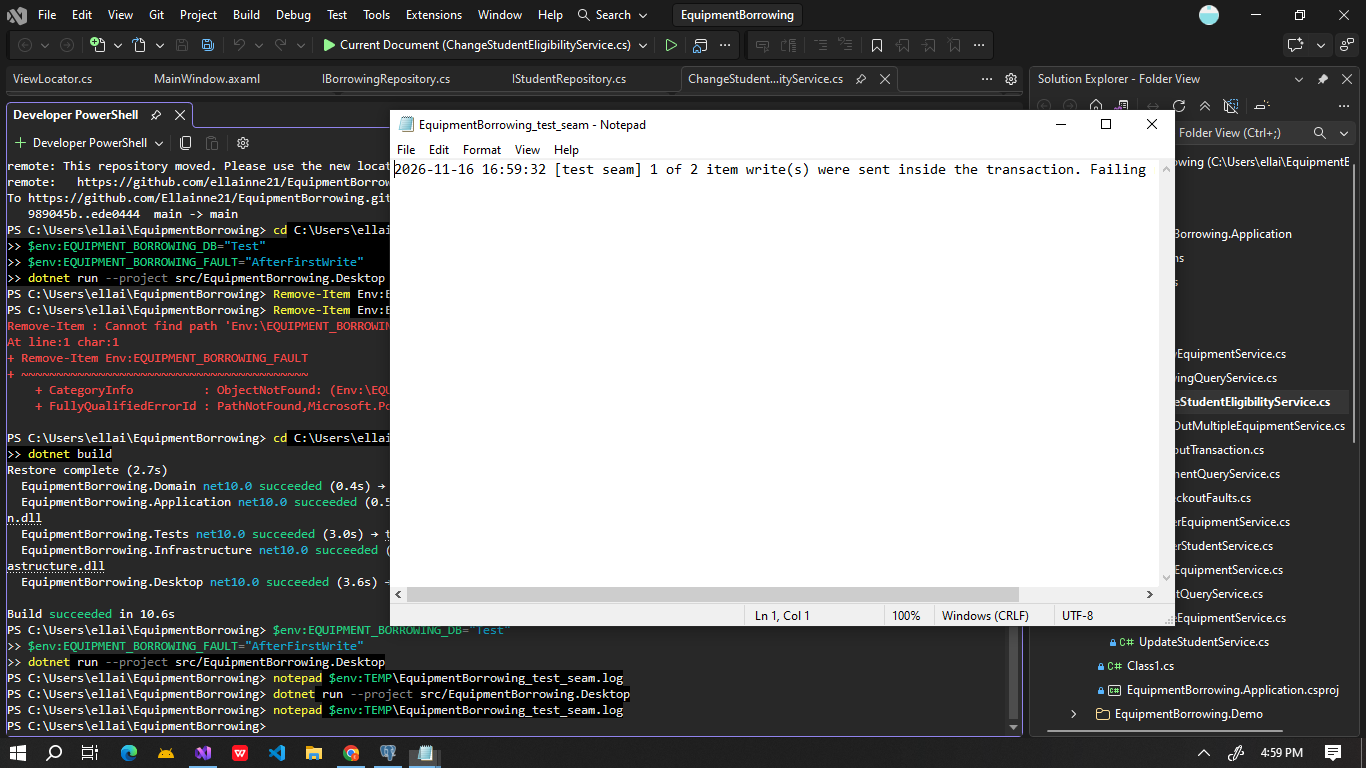 File Edit View Git Project Build Debug Test Tools Extensions Window Help Search EquipmentBorrowing
Current Document (ChangeStudentEligibilityService.cs)
ViewLocator.cs MainWindow.axaml IBorrowingRepository.cs IStudentRepository.cs ChangeStudent...ityService.cs
Solution Explorer - Folder View
Developer PowerShell
Developer PowerShell
remote: This repository moved. Please use the new locat
remote: https://github.com/ellainne21/EquipmentBorrow
To https://github.com/Ellainne21/EquipmentBorrowing.git
989045b..ede0444 main -> main
PS C:\Users\ellai\EquipmentBorrowing> cd C:\Users\ellai
>> $env:EQUIPMENT_BORROWING_DB="Test"
>> $env:EQUIPMENT_BORROWING_FAULT="AfterFirstWrite"
>> dotnet run --project src/EquipmentBorrowing.Desktop
PS C:\Users\ellai\EquipmentBorrowing> Remove-Item Env:E
PS C:\Users\ellai\EquipmentBorrowing> Remove-Item Env:E
Remove-Item : Cannot find path 'Env:\EQUIPMENT_BORROWIN
At line:1 char:1
+ Remove-Item Env:EQUIPMENT_BORROWING_FAULT
+ ~~~~~~~~~~~~~~~~~~~~~~~~~~~~~~~~~~~~~~~~~
+ CategoryInfo : ObjectNotFound: (Env:\EQU
+ FullyQualifiedErrorId : PathNotFound,Microsoft.Po
PS C:\Users\ellai\EquipmentBorrowing> cd C:\Users\ellai
>> dotnet build
Restore complete (2.7s)
EquipmentBorrowing.Domain net10.0 succeeded (0.4s) →
EquipmentBorrowing.Application net10.0 succeeded (0.5
n.dll
EquipmentBorrowing.Tests net10.0 succeeded (3.0s) → t
EquipmentBorrowing.Infrastructure net10.0 succeeded (
astructure.dll
EquipmentBorrowing.Desktop net10.0 succeeded (3.6s) →
Build succeeded in 10.6s
PS C:\Users\ellai\EquipmentBorrowing> $env:EQUIPMENT_BORROWING_DB="Test"
>> $env:EQUIPMENT_BORROWING_FAULT="AfterFirstWrite"
>> dotnet run --project src/EquipmentBorrowing.Desktop
PS C:\Users\ellai\EquipmentBorrowing> notepad $env:TEMP\EquipmentBorrowing_test_seam.log
PS C:\Users\ellai\EquipmentBorrowing> dotnet run --project src/EquipmentBorrowing.Desktop
PS C:\Users\ellai\EquipmentBorrowing> notepad $env:TEMP\EquipmentBorrowing_test_seam.log
PS C:\Users\ellai\EquipmentBorrowing>
EquipmentBorrowing_test_seam - Notepad
File Edit Format View Help
2026-11-16 16:59:32 [test seam] 1 of 2 item write(s) were sent inside the transaction. Failing
Ln 1, Col 1 100% Windows (CRLF) UTF-8
Folder View (Ctrl+;)
owing (C:\Users\ellai\EquipmentB
Borrowing.Application
ns
s
yEquipmentService.cs
ingQueryService.cs
eStudentEligibilityService.cs
OutMultipleEquipmentService.cs
outTransaction.cs
mentQueryService.cs
eckoutFaults.cs
erEquipmentService.cs
erStudentService.cs
EquipmentService.cs
tQueryService.cs
EquipmentService.cs
C# UpdateStudentService.cs
C# Class1.cs
EquipmentBorrowing.Application.csproj
EquipmentBorrowing.Demo
4:59 PM